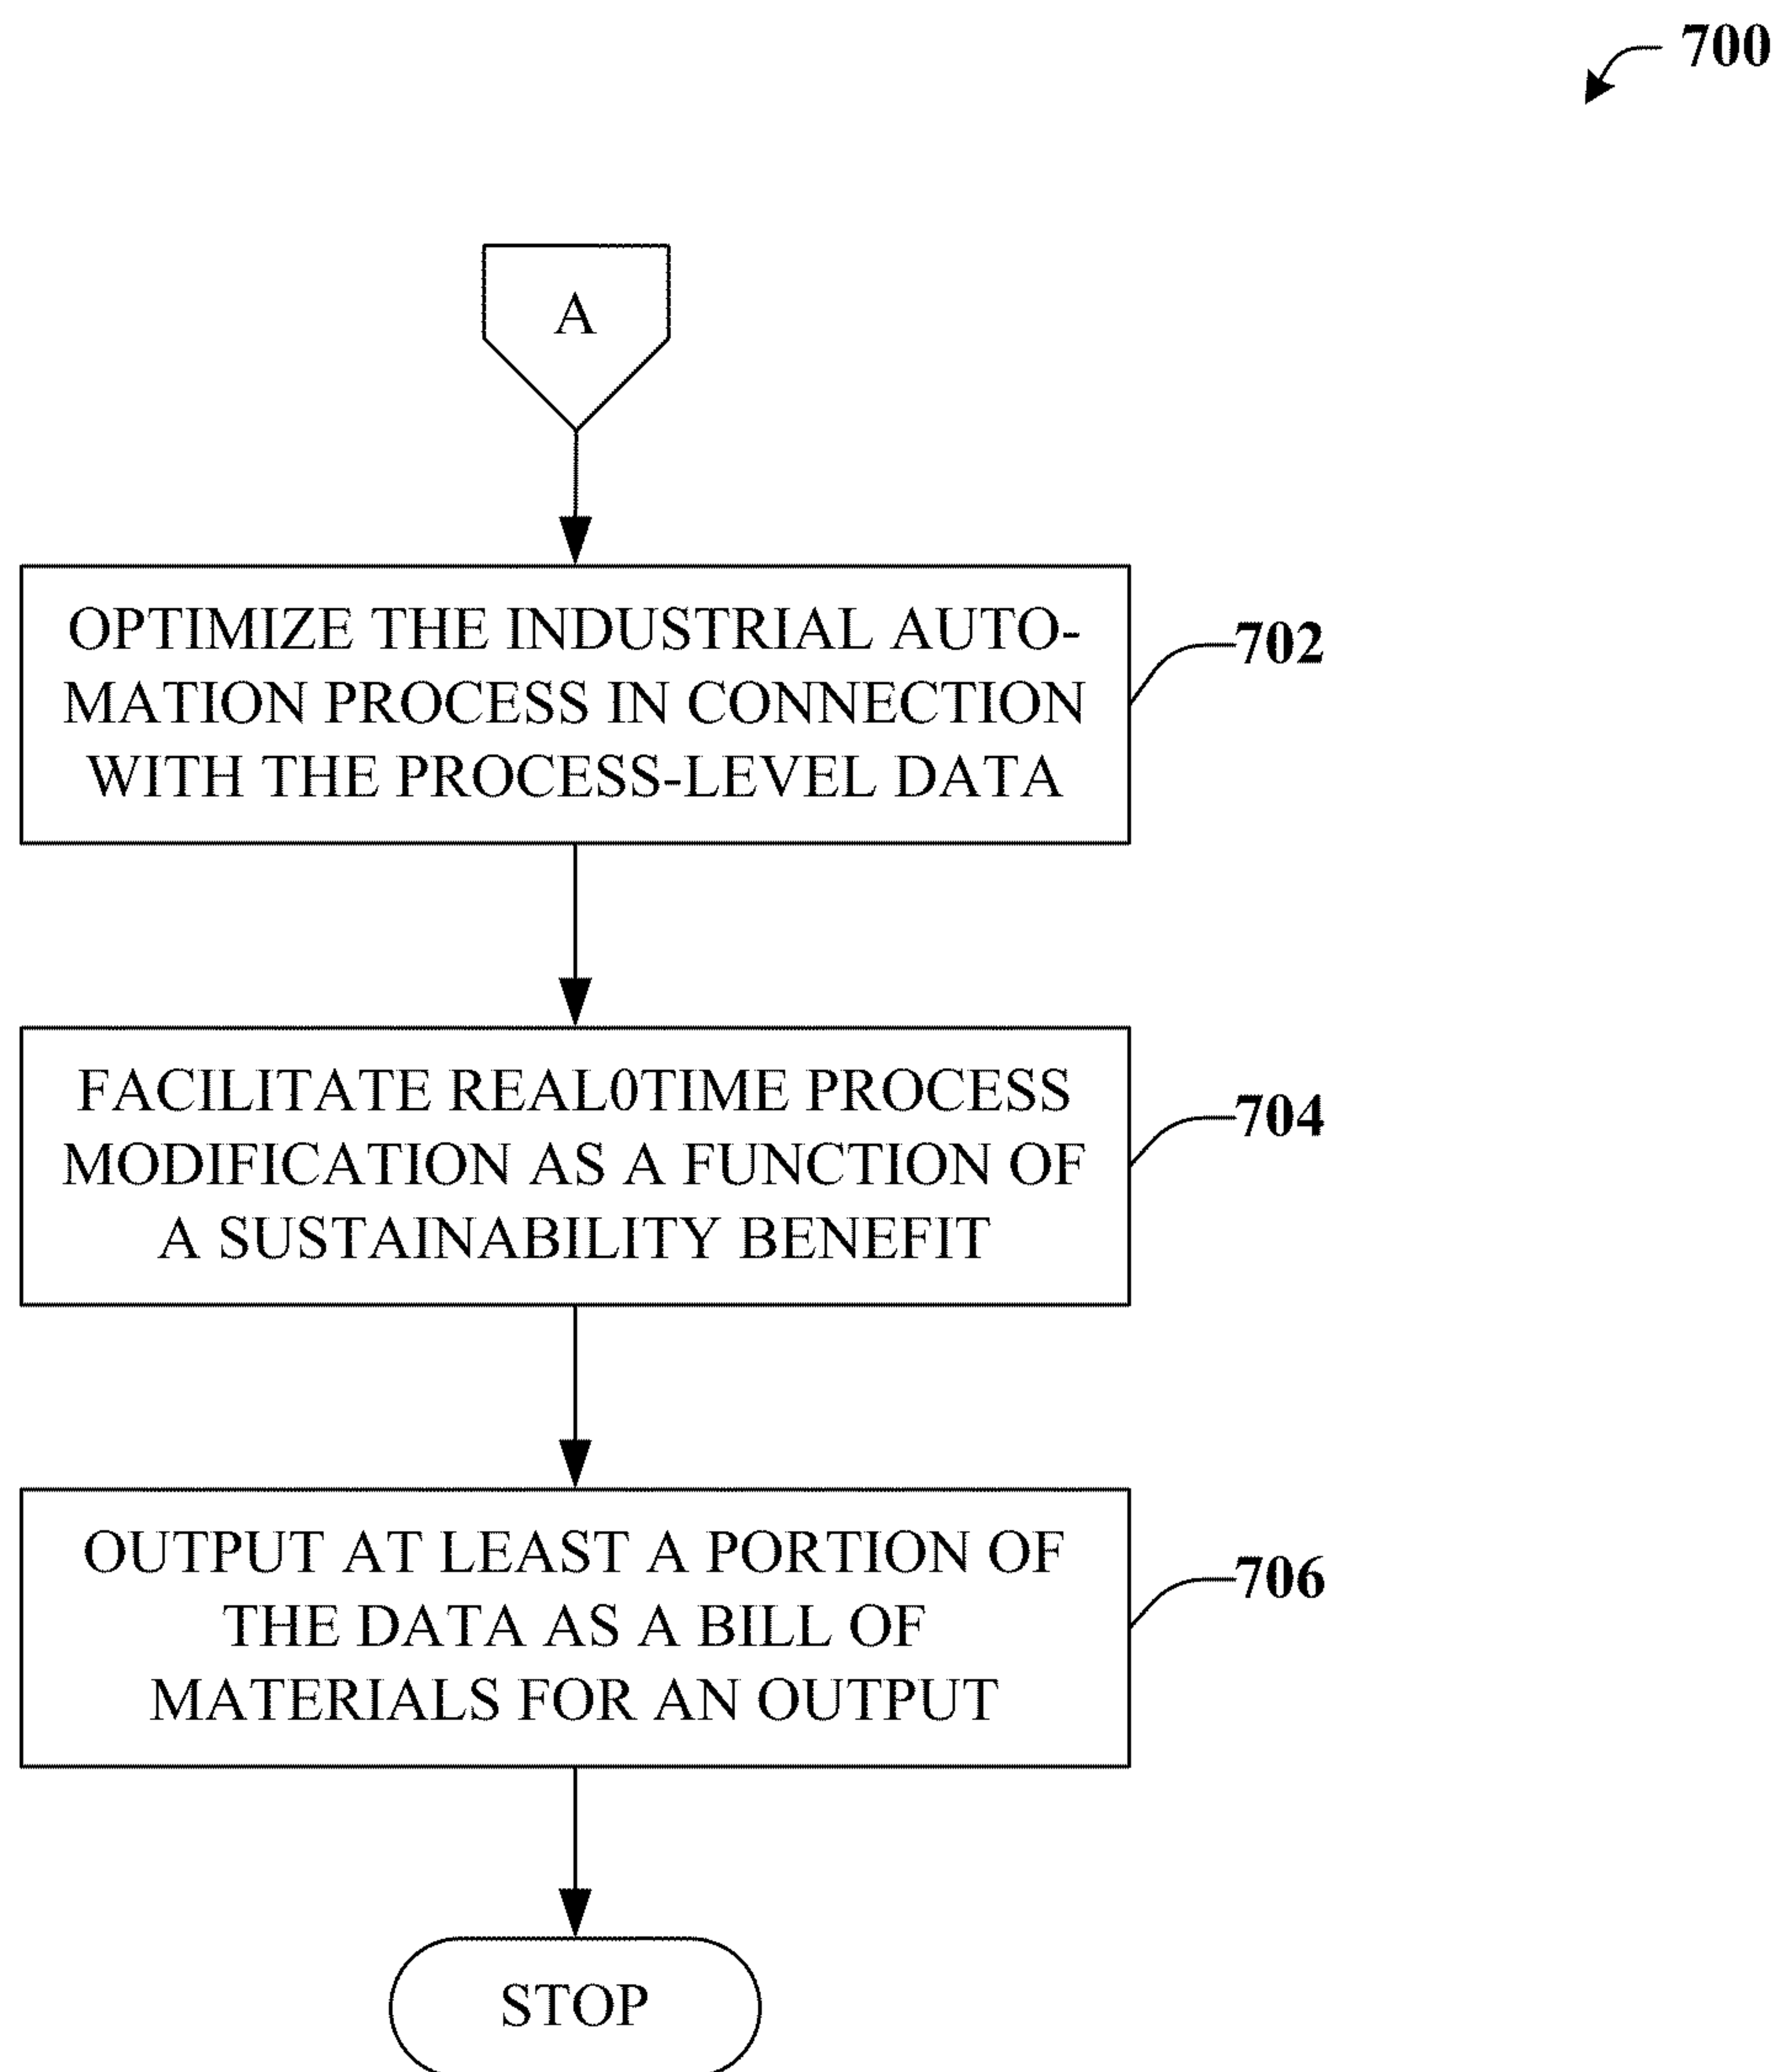 700
A
OPTIMIZE THE INDUSTRIAL AUTO-
MATION PROCESS IN CONNECTION
WITH THE PROCESS-LEVEL DATA
702
FACILITATE REAL0TIME PROCESS
MODIFICATION AS A FUNCTION OF
A SUSTAINABILITY BENEFIT
704
OUTPUT AT LEAST A PORTION OF
THE DATA AS A BILL OF
MATERIALS FOR AN OUTPUT
706
STOP